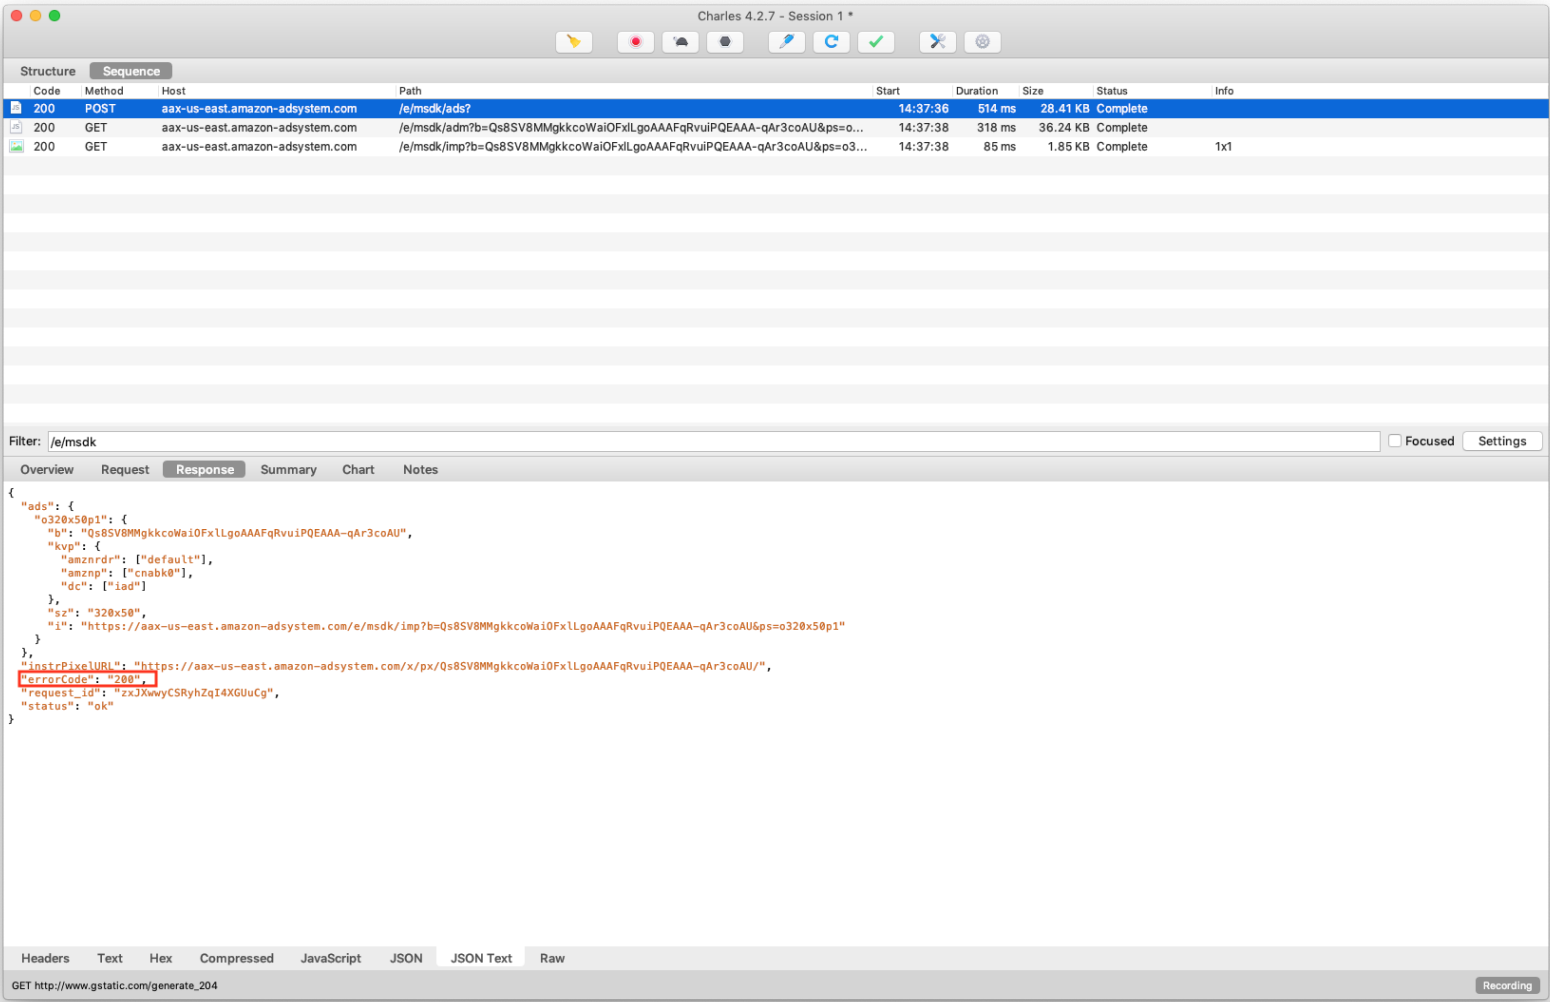 Charles 4.2.7 - Session 1 *
Structure Sequence
Code Method Host Path Start Duration Size Status Info
200 POST aax-us-east.amazon-adsystem.com /e/msdk/ads? 14:37:36 514 ms 28.41 KB Complete
200 GET aax-us-east.amazon-adsystem.com /e/msdk/adm?b=Qs8SV8MMgkkcoWaiOFxlLgoAAAFqRvuiPQEAAA-qAr3coAU&ps=o... 14:37:38 318 ms 36.24 KB Complete
200 GET aax-us-east.amazon-adsystem.com /e/msdk/imp?b=Qs8SV8MMgkkcoWaiOFxlLgoAAAFqRvuiPQEAAA-qAr3coAU&ps=o3... 14:37:38 85 ms 1.85 KB Complete 1x1
Filter: /e/msdk Focused Settings
Overview Request Response Summary Chart Notes
{
"ads": {
"o320x50p1": {
"b": "Qs8SV8MMgkkcoWaiOFxlLgoAAAFqRvuiPQEAAA-qAr3coAU",
"kvp": {
"amznrdr": ["default"],
"amznp": ["cnabk0"],
"dc": ["iad"]
},
"sz": "320x50",
"i": "https://aax-us-east.amazon-adsystem.com/e/msdk/imp?b=Qs8SV8MMgkkcoWaiOFxlLgoAAAFqRvuiPQEAAA-qAr3coAU&ps=o320x50p1"
}
},
"instrPixelURL": "https://aax-us-east.amazon-adsystem.com/x/px/Qs8SV8MMgkkcoWaiOFxlLgoAAAFqRvuiPQEAAA-qAr3coAU/",
"errorCode": "200",
"request_id": "zxJXwwyCSRyhZqI4XGUuCg",
"status": "ok"
}
Headers Text Hex Compressed JavaScript JSON JSON Text Raw
GET http://www.gstatic.com/generate_204 Recording